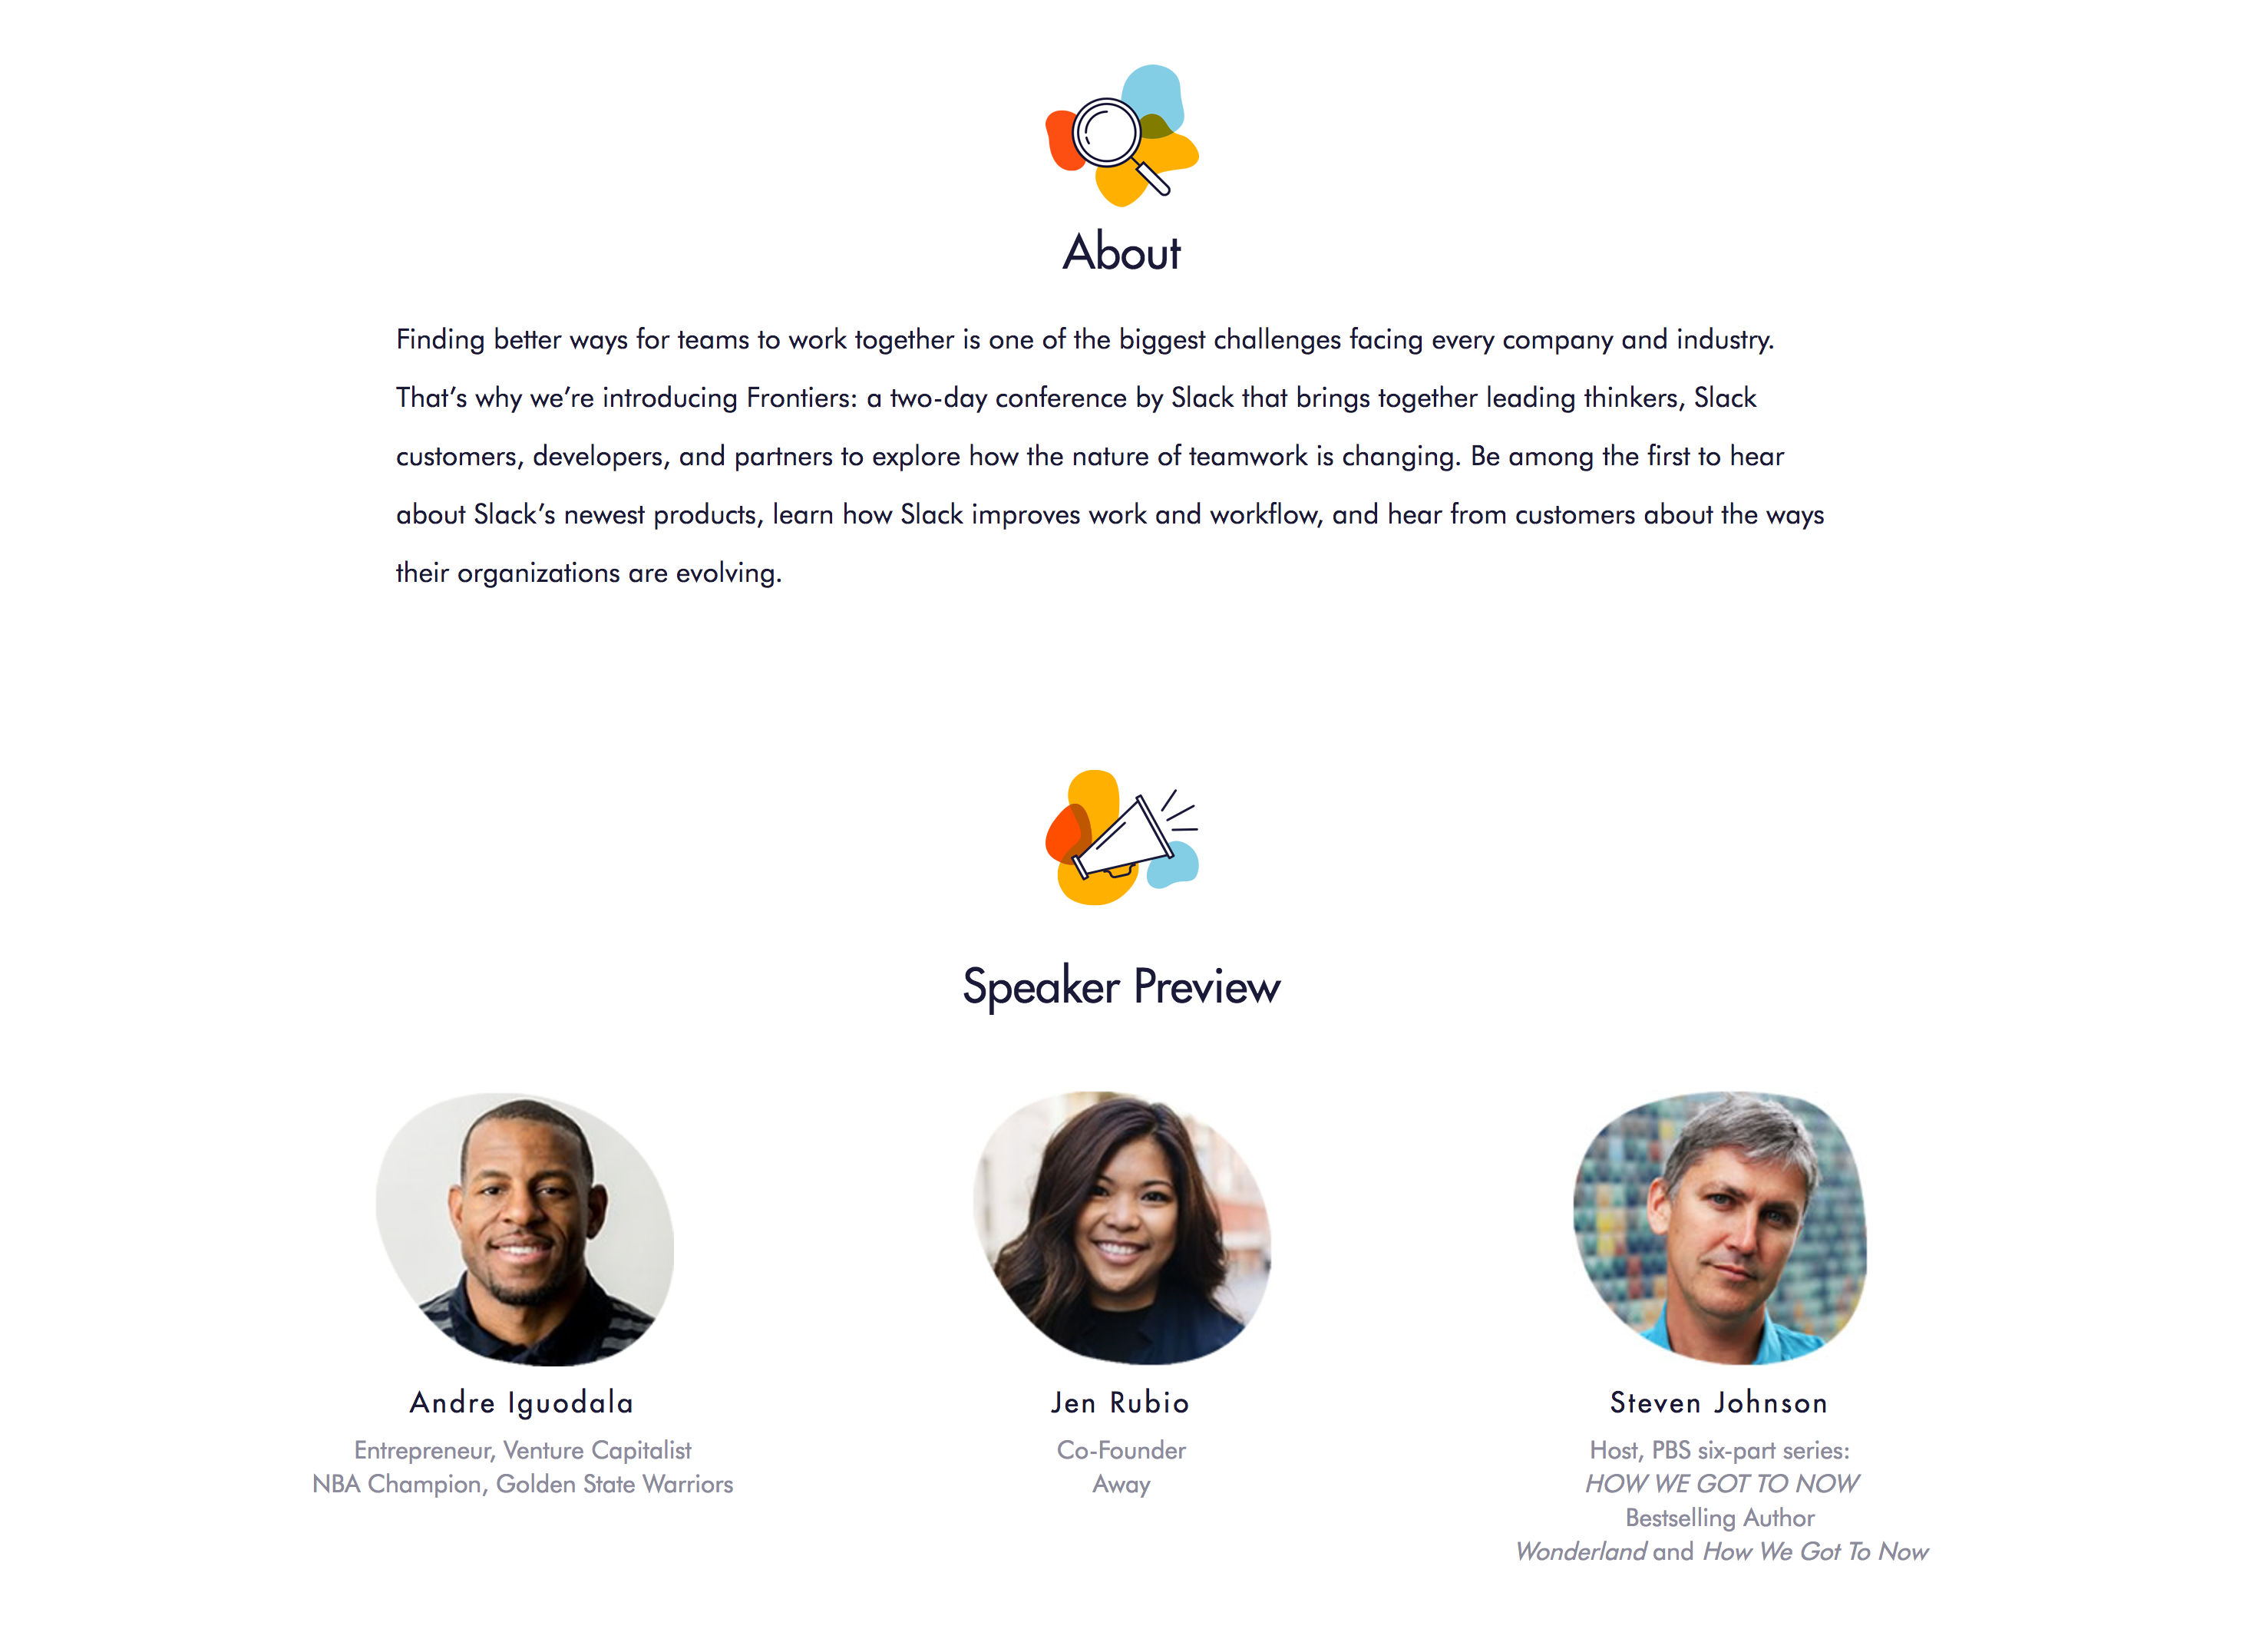 About
Finding better ways for teams to work together is one of the biggest challenges facing every company and industry.
That’s why we’re introducing Frontiers: a two-day conference by Slack that brings together leading thinkers, Slack
customers, developers, and partners to explore how the nature of teamwork is changing. Be among the first to hear
about Slack’s newest products, learn how Slack improves work and workflow, and hear from customers about the ways
their organizations are evolving.
Speaker Preview
Andre Iguodala
Entrepreneur, Venture Capitalist
NBA Champion, Golden State Warriors
Jen Rubio
Co-Founder
Away
Steven Johnson
Host, PBS six-part series:
HOW WE GOT TO NOW
Bestselling Author
Wonderland and How We Got To Now